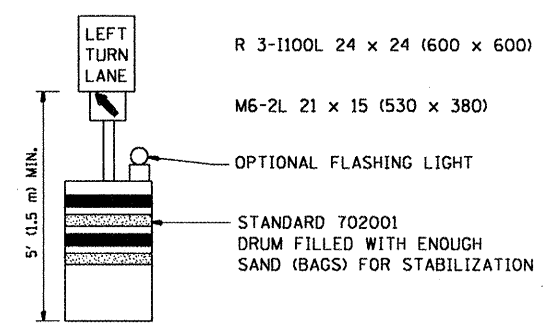 LEFT
TURN
LANE
R 3-I100L 24 x 24 (600 x 600)
M6-2L 21 x 15 (530 x 380)
OPTIONAL FLASHING LIGHT
5' (1.5 m) MIN.
STANDARD 702001
DRUM FILLED WITH ENOUGH
SAND (BAGS) FOR STABILIZATION